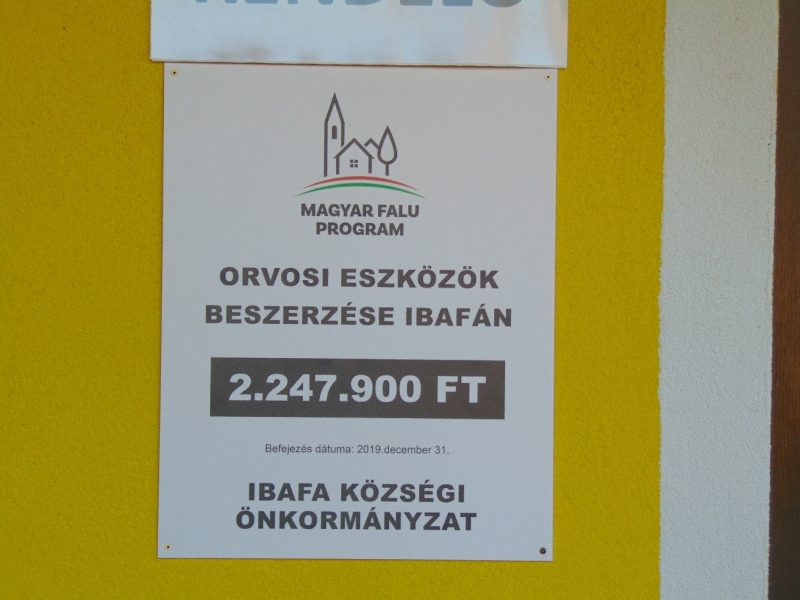 RENDELŐ
MAGYAR FALU
PROGRAM
ORVOSI ESZKÖZÖK
BESZERZÉSE IBAFÁN
2.247.900 FT
Befejezés dátuma: 2019.december 31.
IBAFA KÖZSÉGI
ÖNKORMÁNYZAT